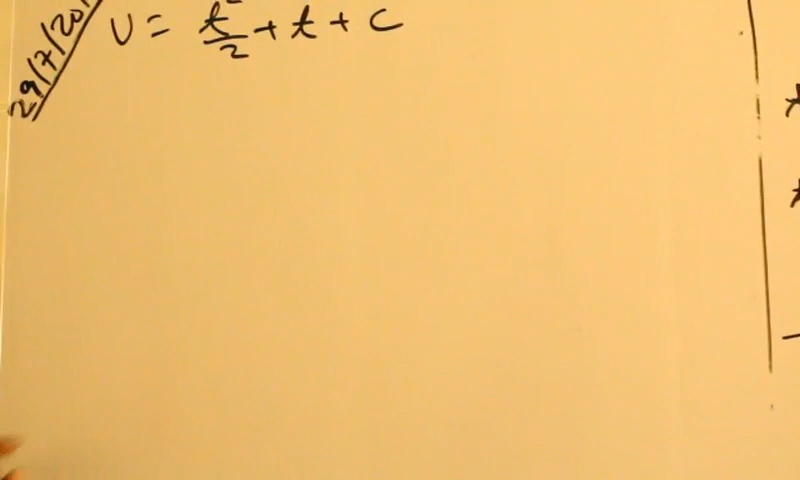 29/7/201
U = t²/2 + t + c